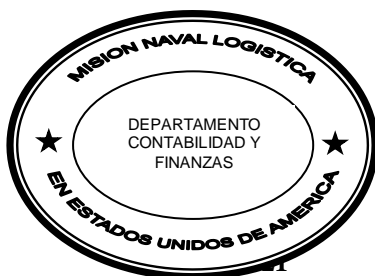 MISION NAVAL LOGISTICA
DEPARTAMENTO
CONTABILIDAD Y
FINANZAS
EN ESTADOS UNIDOS DE AMERICA